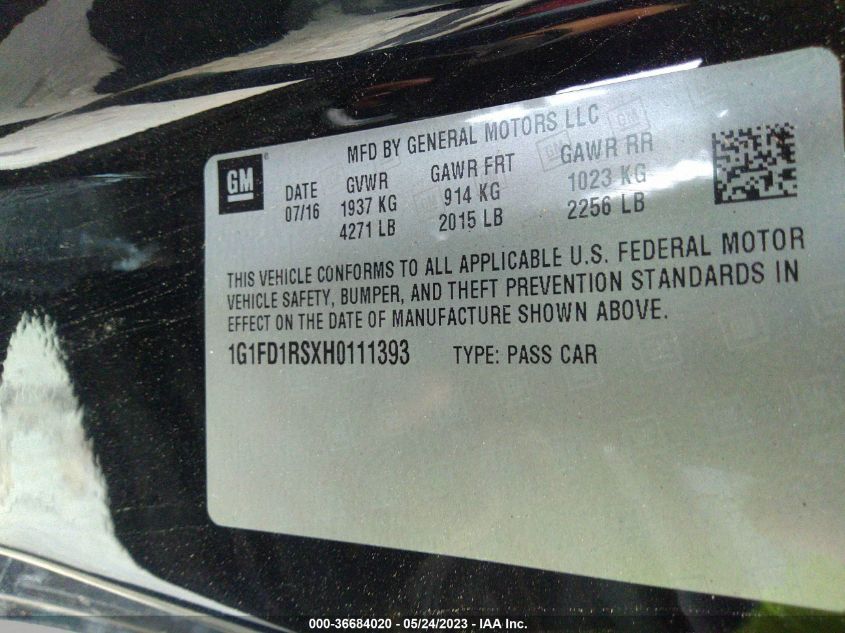 MFD BY GENERAL MOTORS LLC
GM
DATE GVWR GAWR FRT GAWR RR
07/16 1937 KG 914 KG 1023 KG
4271 LB 2015 LB 2256 LB
THIS VEHICLE CONFORMS TO ALL APPLICABLE U.S. FEDERAL MOTOR
VEHICLE SAFETY, BUMPER, AND THEFT PREVENTION STANDARDS IN
EFFECT ON THE DATE OF MANUFACTURE SHOWN ABOVE.
1G1FD1RSXH0111393 TYPE: PASS CAR
000-36684020 - 05/24/2023 - IAA Inc.